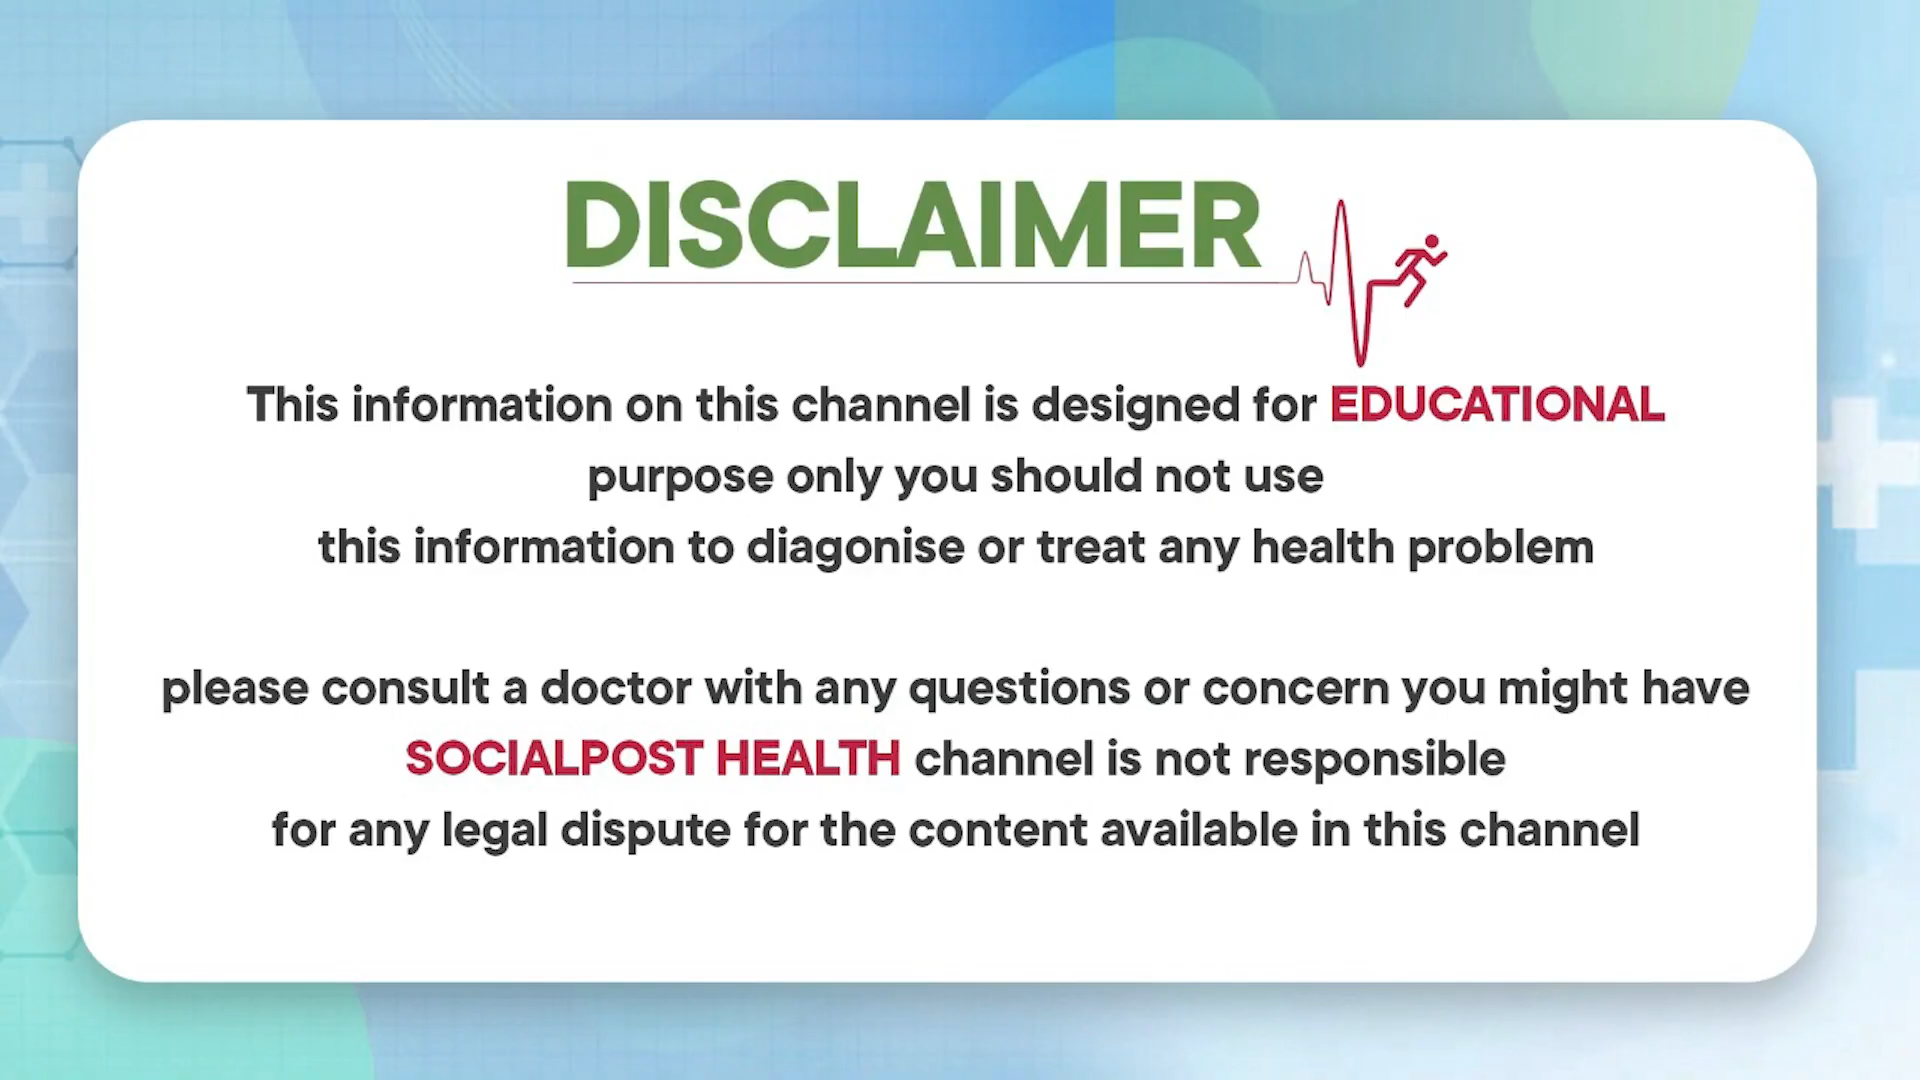 DISCLAIMER
This information on this channel is designed for EDUCATIONAL
purpose only you should not use
this information to diagonise or treat any health problem
please consult a doctor with any questions or concern you might have
SOCIALPOST HEALTH channel is not responsible
for any legal dispute for the content available in this channel